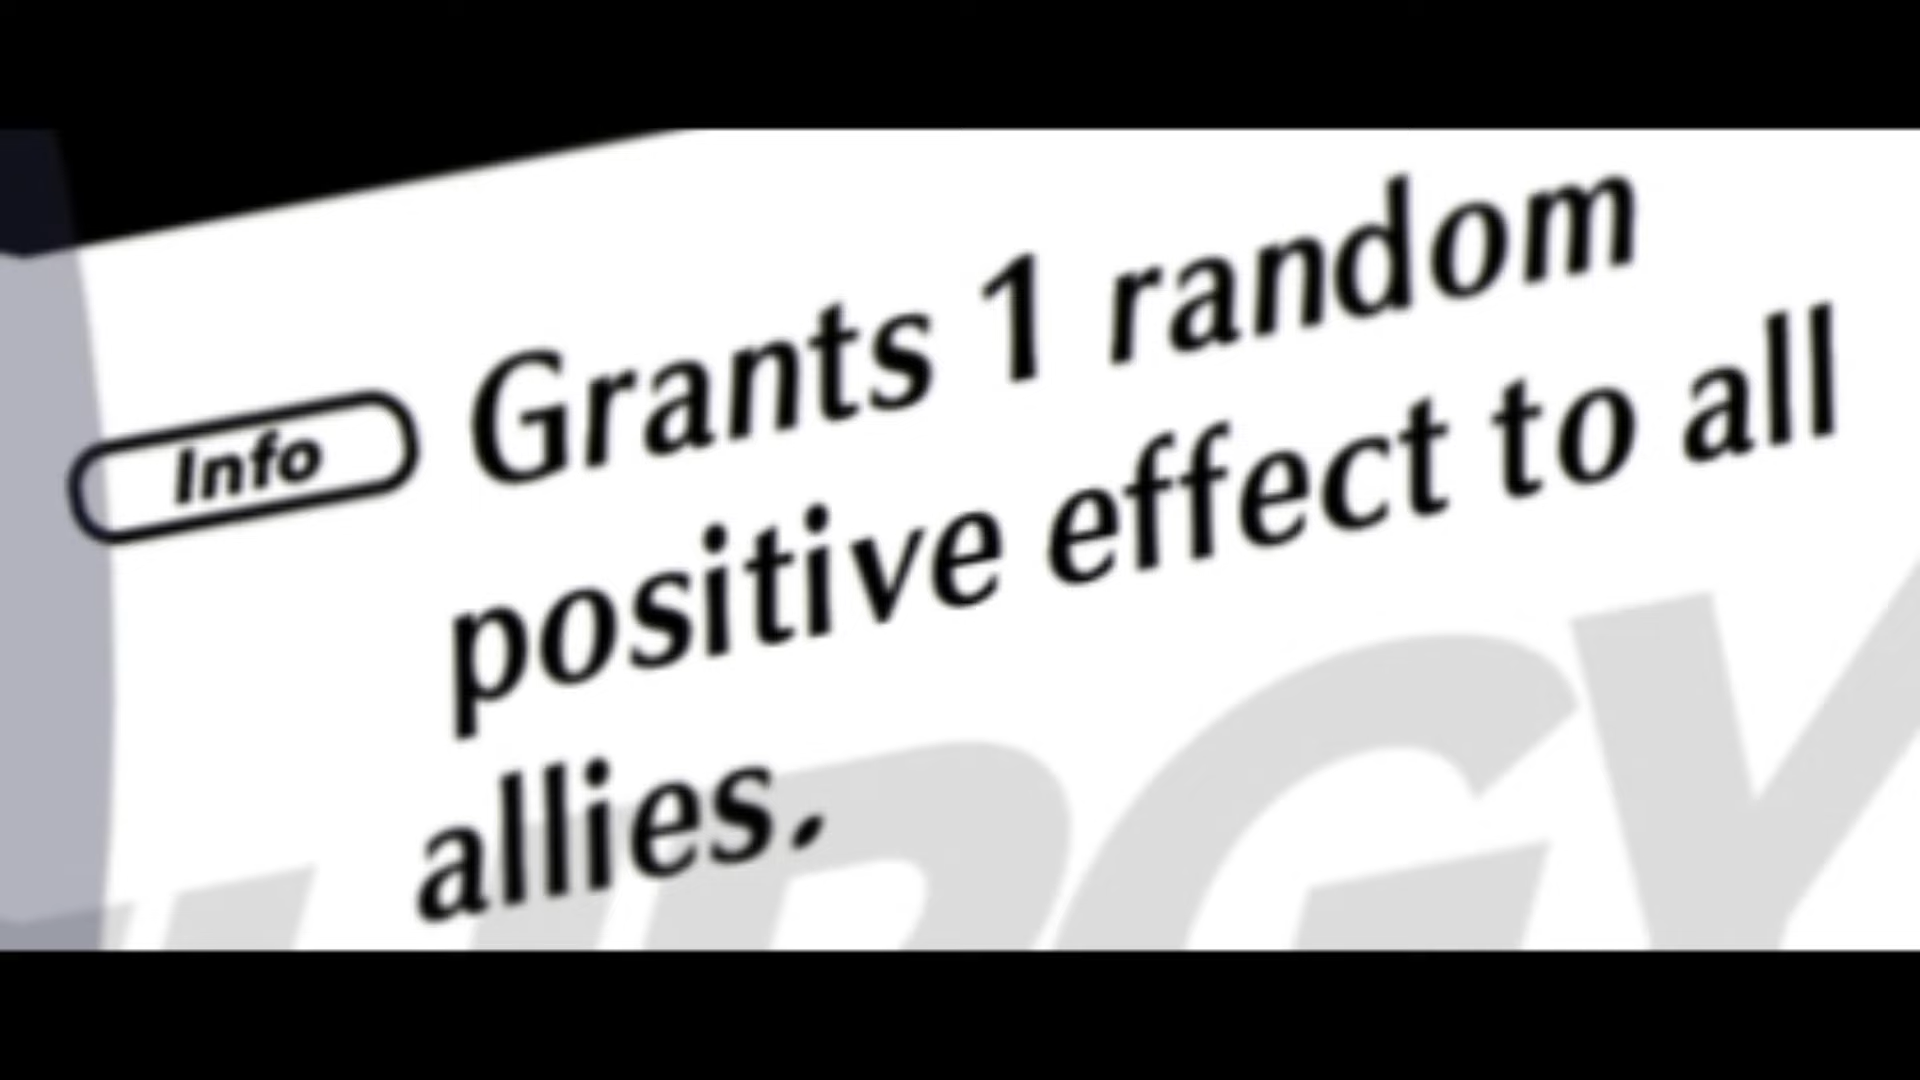 Info
Grants 1 random
positive effect to all
allies.